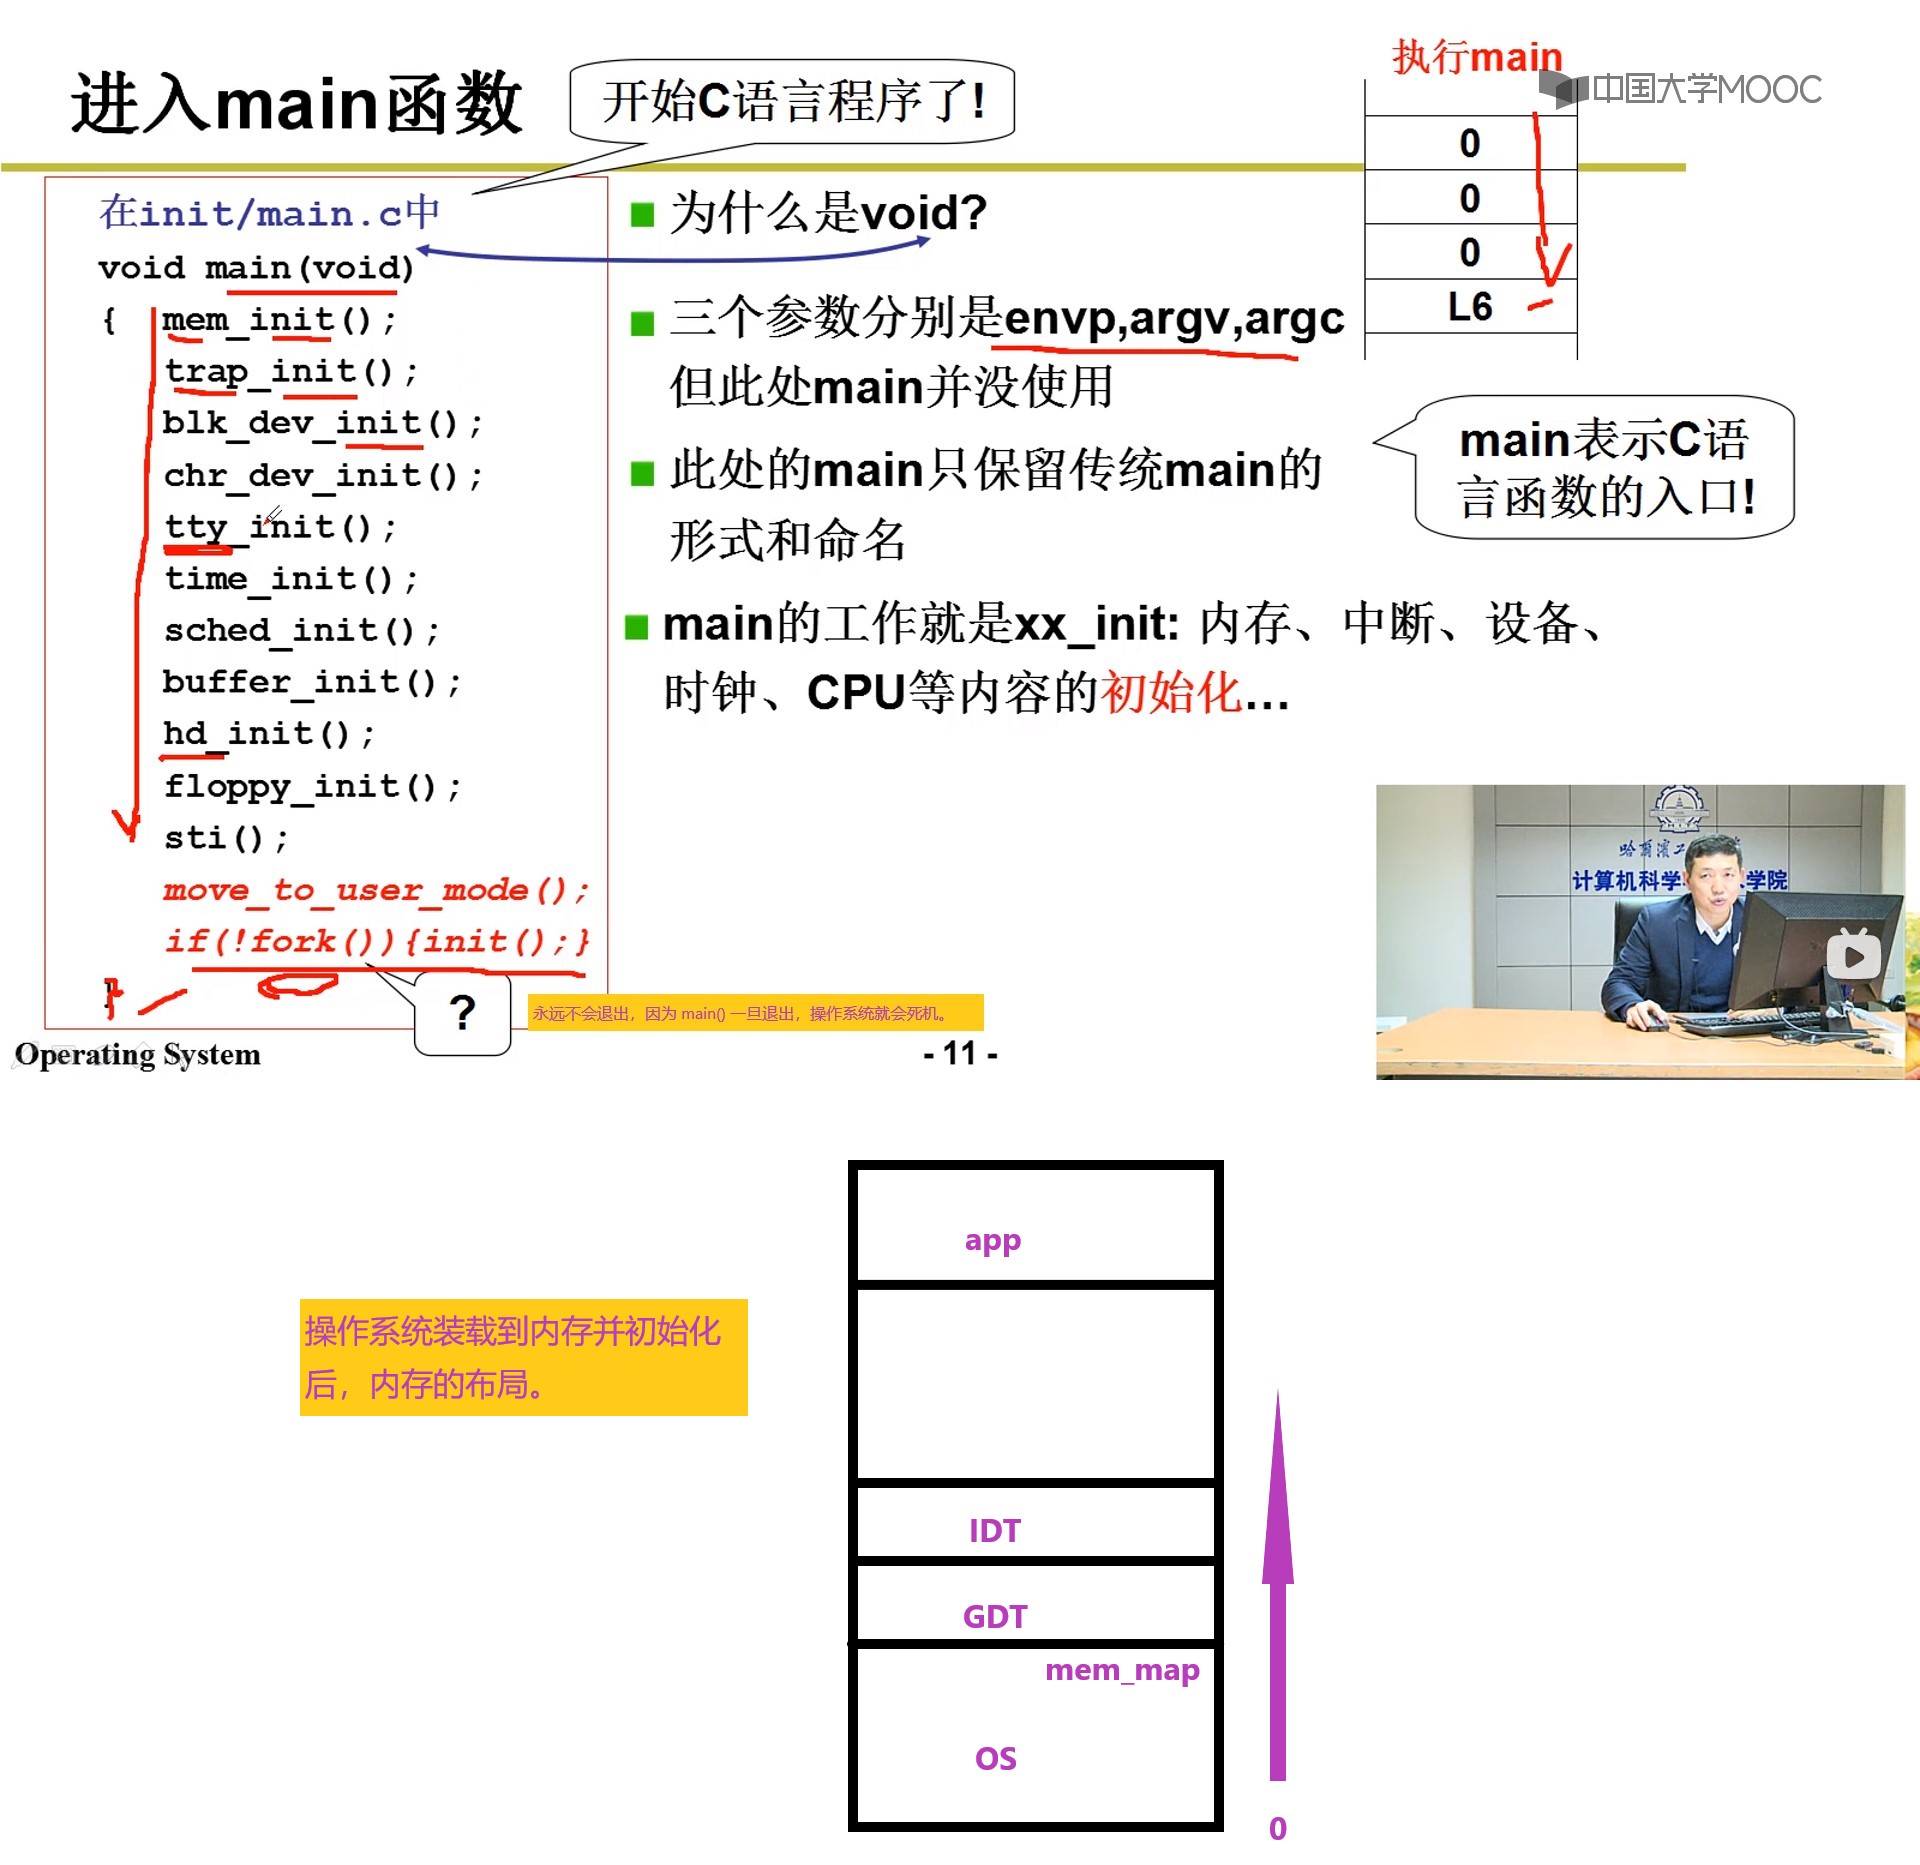 进入main函数
开始C语言程序了!
执行main
中国大学MOOC
0
0
0
L6
在init/main.c中
void main(void)
{ mem_init();
trap_init();
blk_dev_init();
chr_dev_init();
tty_init();
time_init();
sched_init();
buffer_init();
hd_init();
floppy_init();
sti();
move_to_user_mode();
if(!fork()){init();}
}
?
永远不会退出，因为 main() 一旦退出，操作系统就会死机。
为什么是void?
三个参数分别是envp,argv,argc
但此处main并没使用
此处的main只保留传统main的
形式和命名
main表示C语
言函数的入口!
main的工作就是xx_init: 内存、中断、设备、
时钟、CPU等内容的初始化...
计算机科学
学院
Operating System
- 11 -
操作系统装载到内存并初始化
后，内存的布局。
app
IDT
GDT
mem_map
OS
0